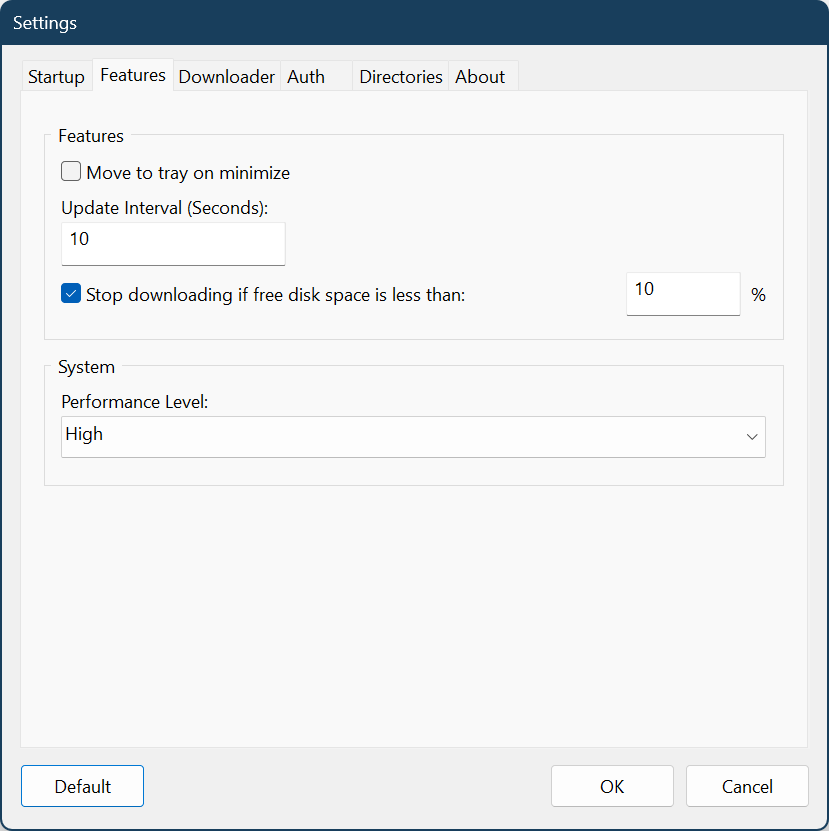 Settings
Startup Features Downloader Auth Directories About
Features
Move to tray on minimize
Update Interval (Seconds):
10
Stop downloading if free disk space is less than: 10 %
System
Performance Level:
High
Default OK Cancel